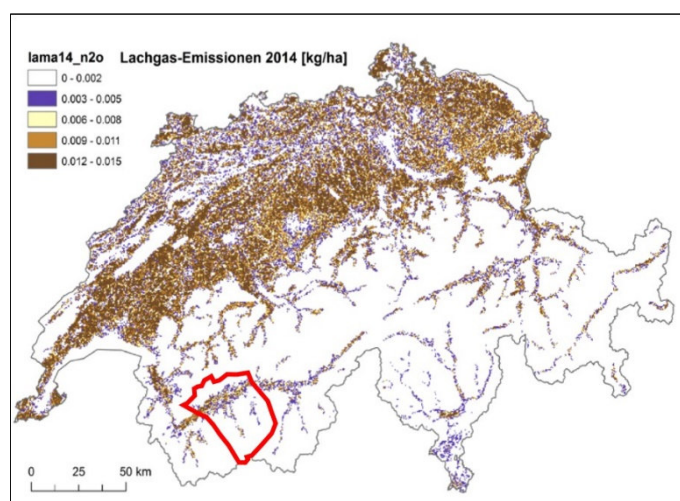 lama14_n2o Lachgas-Emissionen 2014 [kg/ha]
0 - 0.002
0.003 - 0.005
0.006 - 0.008
0.009 - 0.011
0.012 - 0.015
0 25 50 km